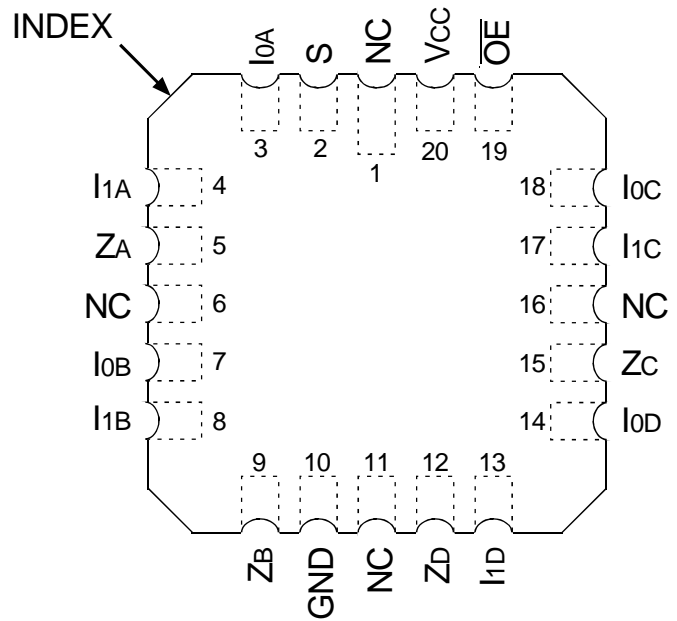 INDEX
I0A S NC VCC O̅E̅
3 2 1 20 19
I1A 4 18 I0C
ZA 5 17 I1C
NC 6 16 NC
I0B 7 15 ZC
I1B 8 14 I0D
9 10 11 12 13
ZB GND NC ZD I1D